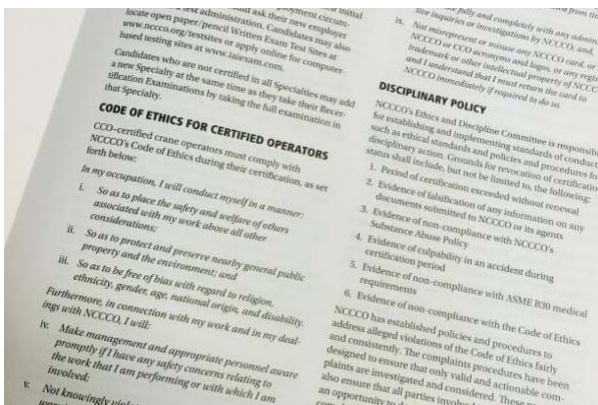 initial
employment circum-
ask their new employer
locate open paper/pencil Written Exam Test Sites at
www.nccco.org/testsites or apply online for computer-
based testing sites at www.iaiexam.com.
Candidates who are not certified in all Specialties may add
a new Specialty at the same time as they take their Recer-
tification Examinations by taking the full examination in
that Specialty.
CODE OF ETHICS FOR CERTIFIED OPERATORS
CCO-certified crane operators must comply with
NCCCO's Code of Ethics during their certification, as set
forth below:
In my occupation, I will conduct myself in a manner:
i. So as to place the safety and welfare of others
associated with my work above all other
considerations;
ii. So as to protect and preserve nearby general public
property and the environment; and
iii. So as to be free of bias with regard to religion,
ethnicity, gender, age, national origin, and disability.
Furthermore, in connection with my work and in my deal-
ings with NCCCO, I will:
iv. Make management and appropriate personnel aware
promptly if I have any safety concerns relating to
the work that I am performing or with which I am
involved;
v. Not knowingly
fully and completely with any
inquiries or investigations by NCCCO; and,
ix. Not misrepresent or misuse any NCCCO card, or
NCCCO or CCO acronyms and logos, or any
trademark or other intellectual property of
and I understand that I must return the card to
NCCCO immediately if required to do so.
DISCIPLINARY POLICY
NCCCO's Ethics and Discipline Committee is
for establishing and implementing standards of conduct
such as ethical standards and policies and procedures for
disciplinary action. Grounds for revocation of
status shall include, but not be limited to, the following:
1. Period of certification exceeded without renewal
2. Evidence of falsification of any information on any
documents submitted to NCCCO or its agents
3. Evidence of non-compliance with NCCCO's
Substance Abuse Policy
4. Evidence of culpability in an accident during
certification period
5. Evidence of non-compliance with ASME B30 medical
requirements
6. Evidence of non-compliance with the Code of Ethics
NCCCO has established policies and procedures to
address alleged violations of the Code of Ethics fairly
and consistently. The complaints procedures have been
designed to ensure that only valid and actionable com-
plaints are investigated and considered. These
also ensure that all parties
an opportunity to